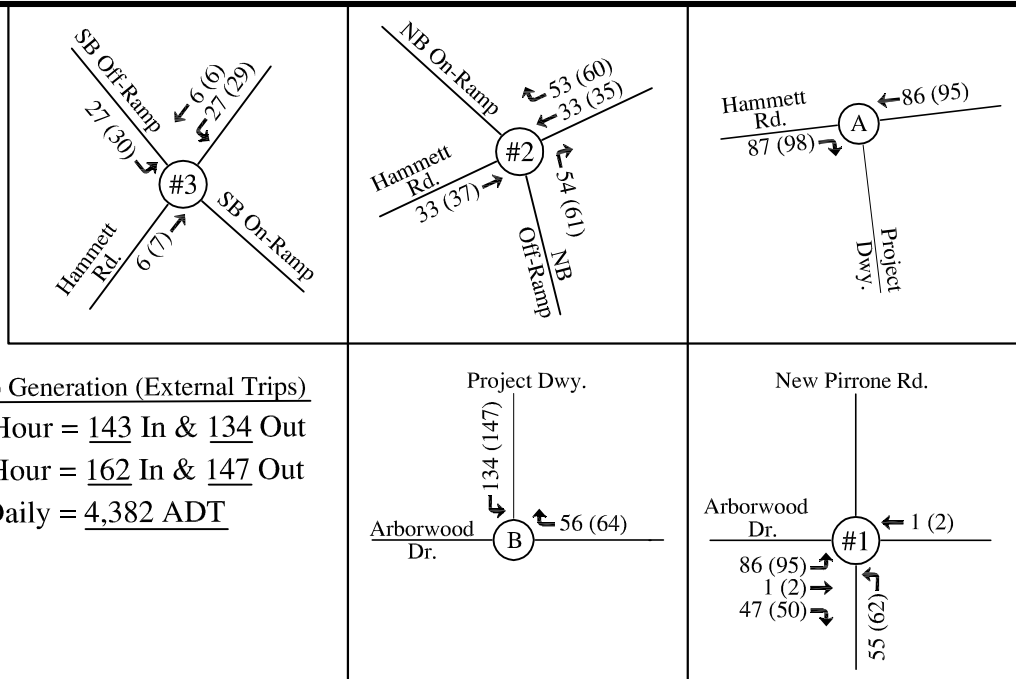 SB Off-Ramp
6 (6)
27 (29)
27 (30)
#3
SB On-Ramp
Hammett
Rd.
6 (7)
NB On-Ramp
53 (60)
33 (35)
#2
Hammett
Rd.
33 (37)
54 (61)
NB
Off-Ramp
86 (95)
Hammett
Rd.
A
87 (98)
Project
Dwy.
Generation (External Trips)
Hour = 143 In & 134 Out
Hour = 162 In & 147 Out
Daily = 4,382 ADT
Project Dwy.
134 (147)
Arborwood
Dr.
B
56 (64)
New Pirrone Rd.
Arborwood
Dr.
#1
1 (2)
86 (95)
1 (2)
47 (50)
55 (62)